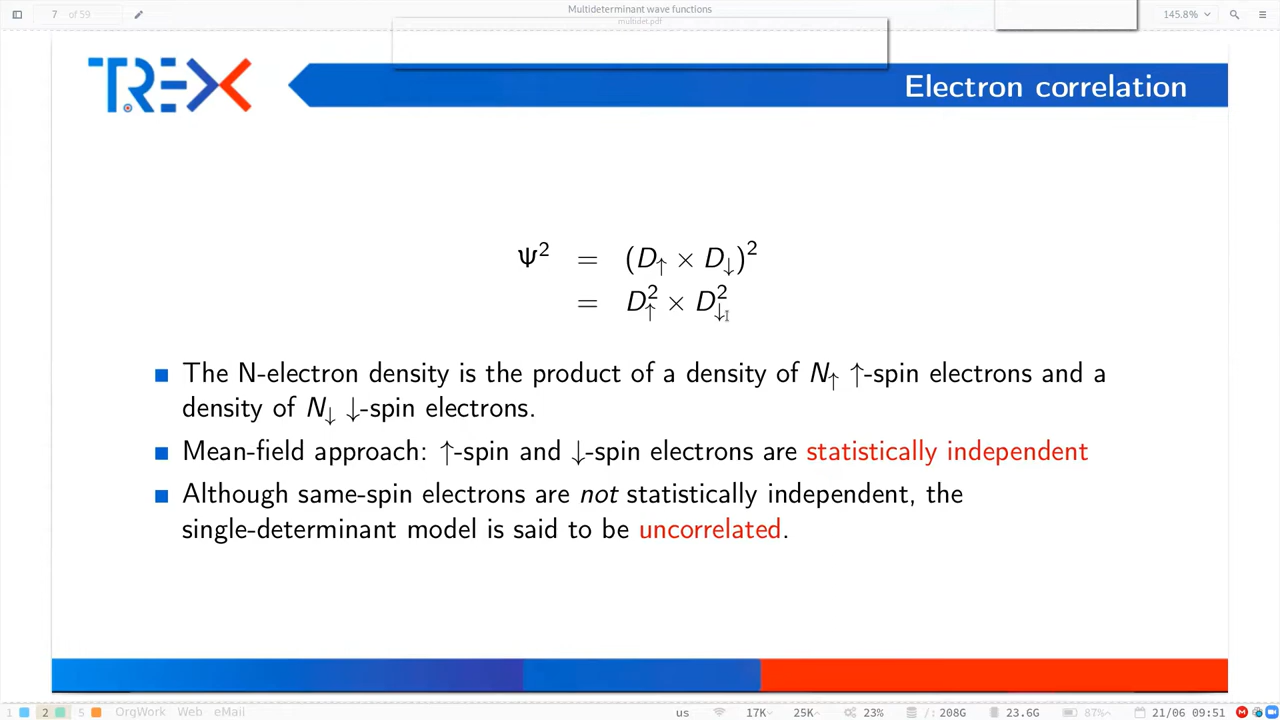 7 of 59
Multideterminant wave functions
multidet.pdf
145.8%
TREX
Electron correlation
Ψ² = (D↑ × D↓)²
= D↑² × D↓²
The N-electron density is the product of a density of N↑ ↑-spin electrons and a
density of N↓ ↓-spin electrons.
Mean-field approach: ↑-spin and ↓-spin electrons are statistically independent
Although same-spin electrons are not statistically independent, the
single-determinant model is said to be uncorrelated.
1 2 5 OrgWork Web eMail us 17K 25K 23% /: 208G 23.6G 87% 21/06 09:51